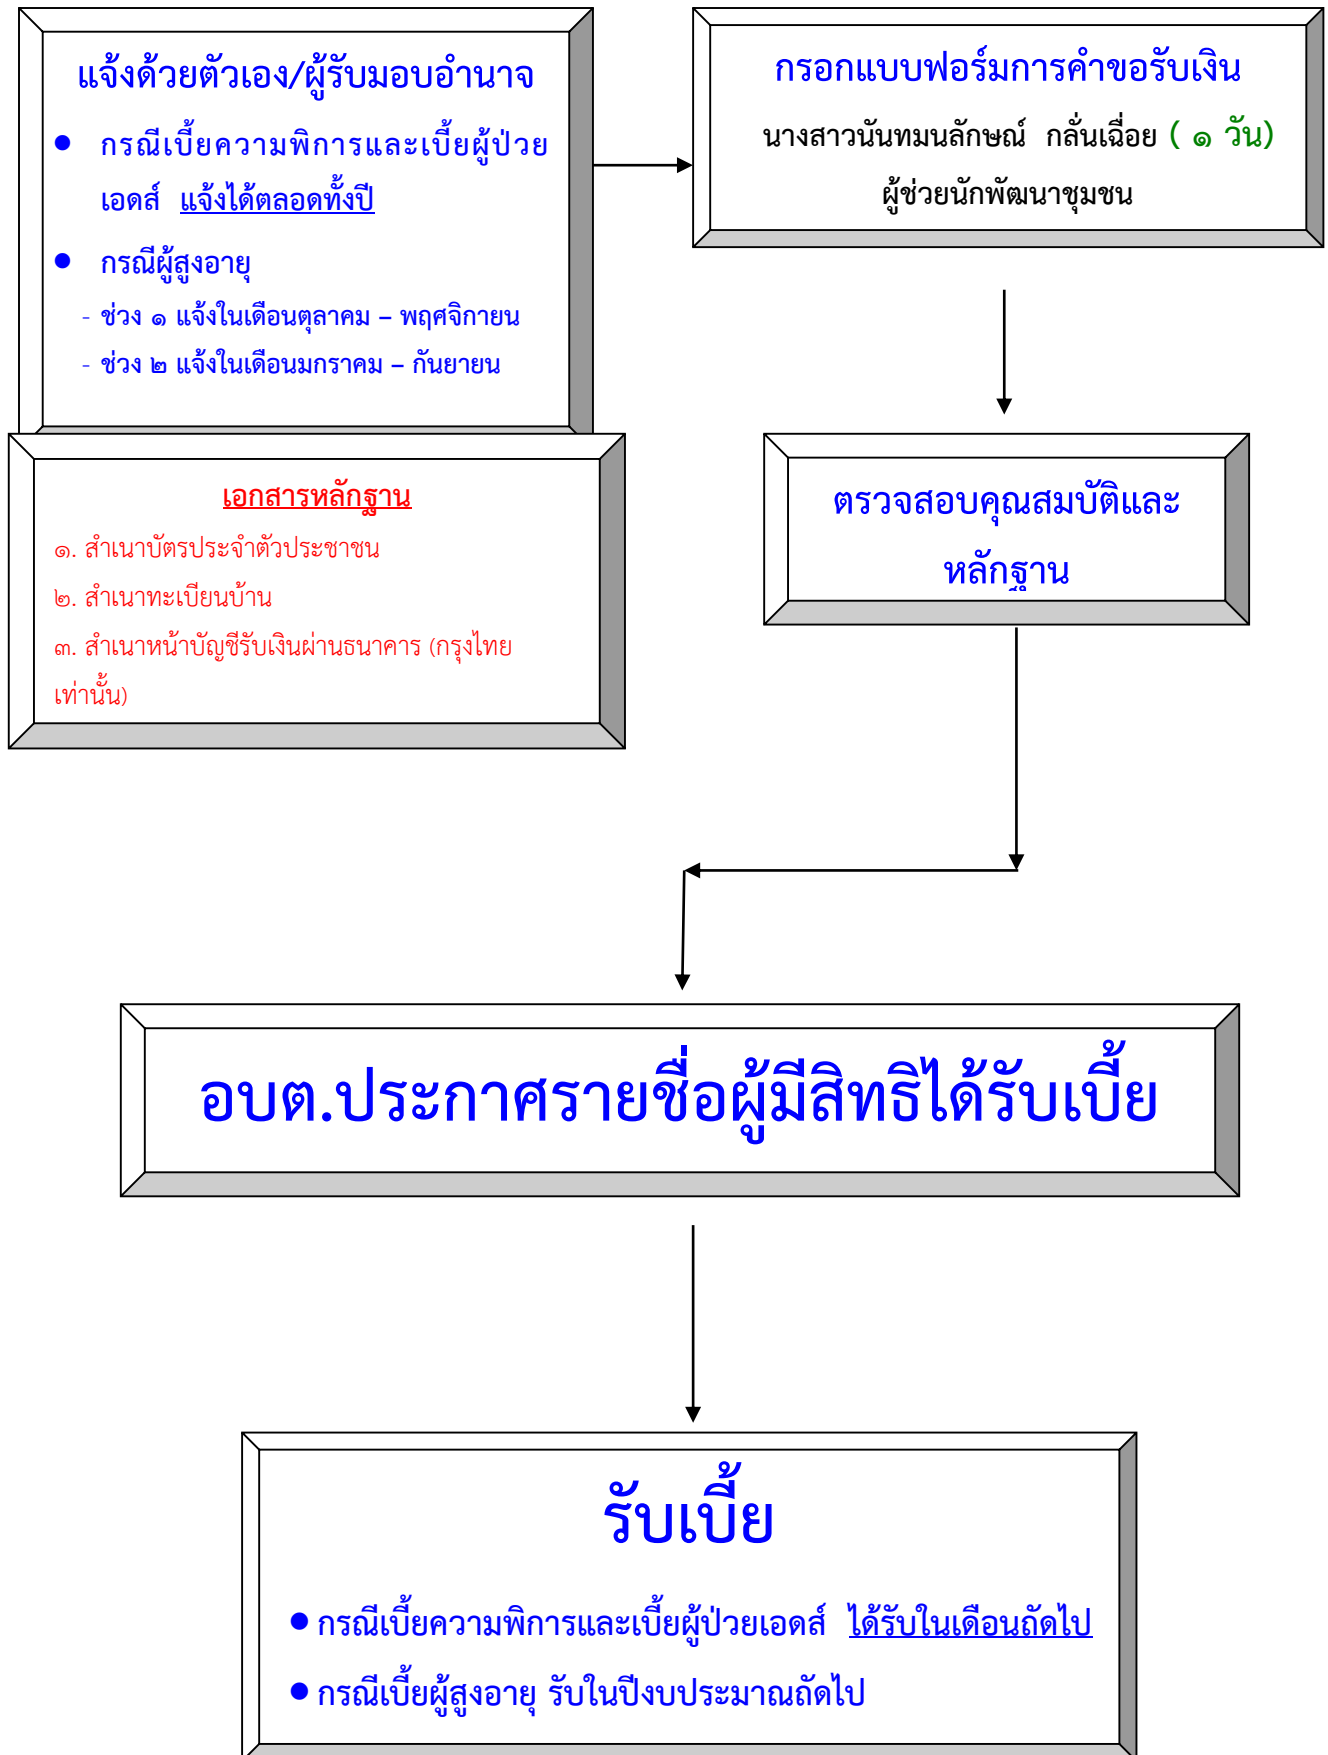 แจ้งด้วยตัวเอง/ผู้รับมอบอำนาจ
● กรณีเบี้ยความพิการและเบี้ยผู้ป่วย
เอดส์ แจ้งได้ตลอดทั้งปี
● กรณีผู้สูงอายุ
- ช่วง ๑ แจ้งในเดือนตุลาคม – พฤศจิกายน
- ช่วง ๒ แจ้งในเดือนมกราคม – กันยายน
เอกสารหลักฐาน
๑. สำเนาบัตรประจำตัวประชาชน
๒. สำเนาทะเบียนบ้าน
๓. สำเนาหน้าบัญชีรับเงินผ่านธนาคาร (กรุงไทย
เท่านั้น)
กรอกแบบฟอร์มการคำขอรับเงิน
นางสาวนันทมนลักษณ์ กลั่นเฉื่อย ( ๑ วัน)
ผู้ช่วยนักพัฒนาชุมชน
ตรวจสอบคุณสมบัติและ
หลักฐาน
อบต.ประกาศรายชื่อผู้มีสิทธิได้รับเบี้ย
รับเบี้ย
● กรณีเบี้ยความพิการและเบี้ยผู้ป่วยเอดส์ ได้รับในเดือนถัดไป
● กรณีเบี้ยผู้สูงอายุ รับในปีงบประมาณถัดไป